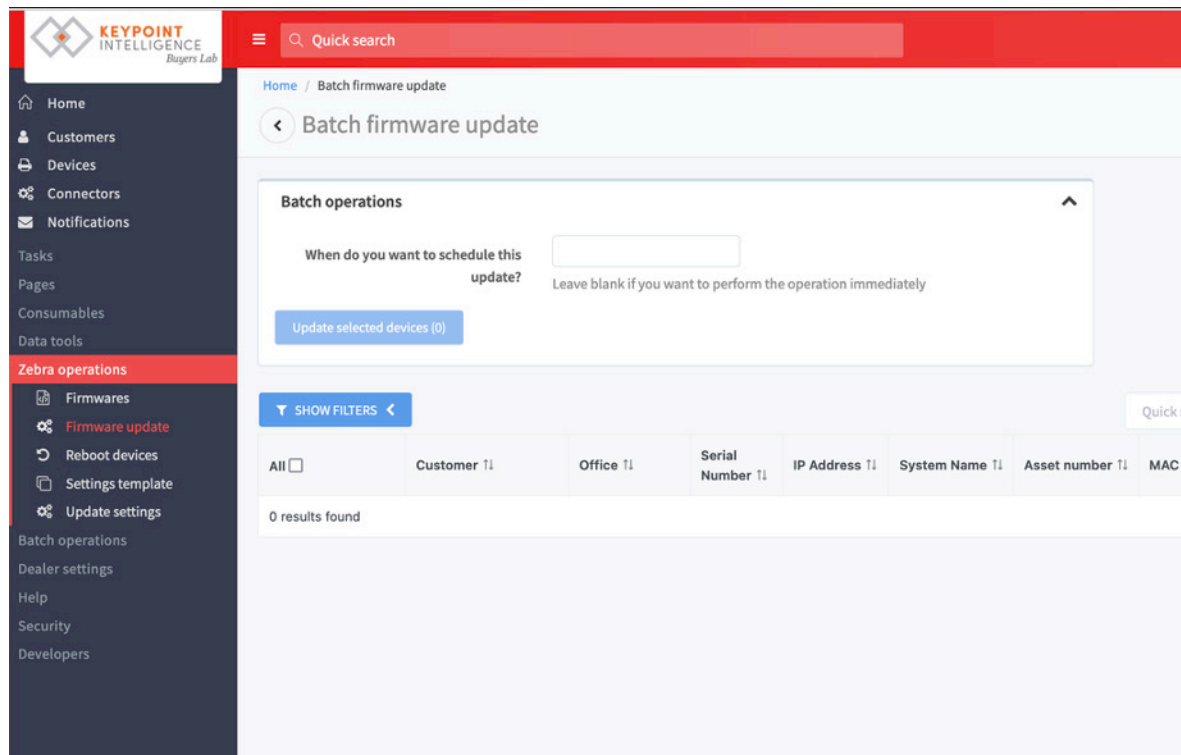 KEYPOINT
INTELLIGENCE
Buyers Lab
Quick search
Home / Batch firmware update
Batch firmware update
Home
Customers
Devices
Connectors
Notifications
Tasks
Pages
Consumables
Data tools
Zebra operations
Firmwares
Firmware update
Reboot devices
Settings template
Update settings
Batch operations
Dealer settings
Help
Security
Developers
Batch operations
When do you want to schedule this
update?
Leave blank if you want to perform the operation immediately
Update selected devices (0)
SHOW FILTERS
Quick
All Customer Office Serial Number IP Address System Name Asset number MAC
0 results found